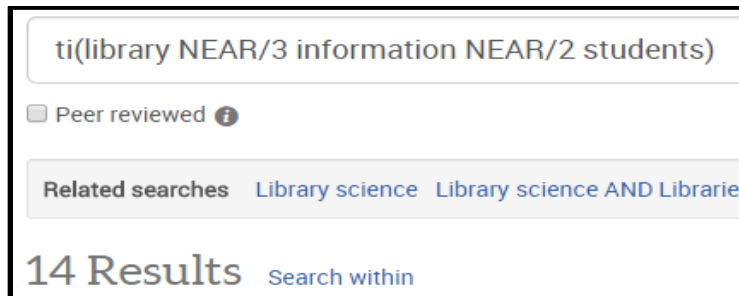 ti(library NEAR/3 information NEAR/2 students)
Peer reviewed
Related searches Library science Library science AND Librarie
14 Results Search within